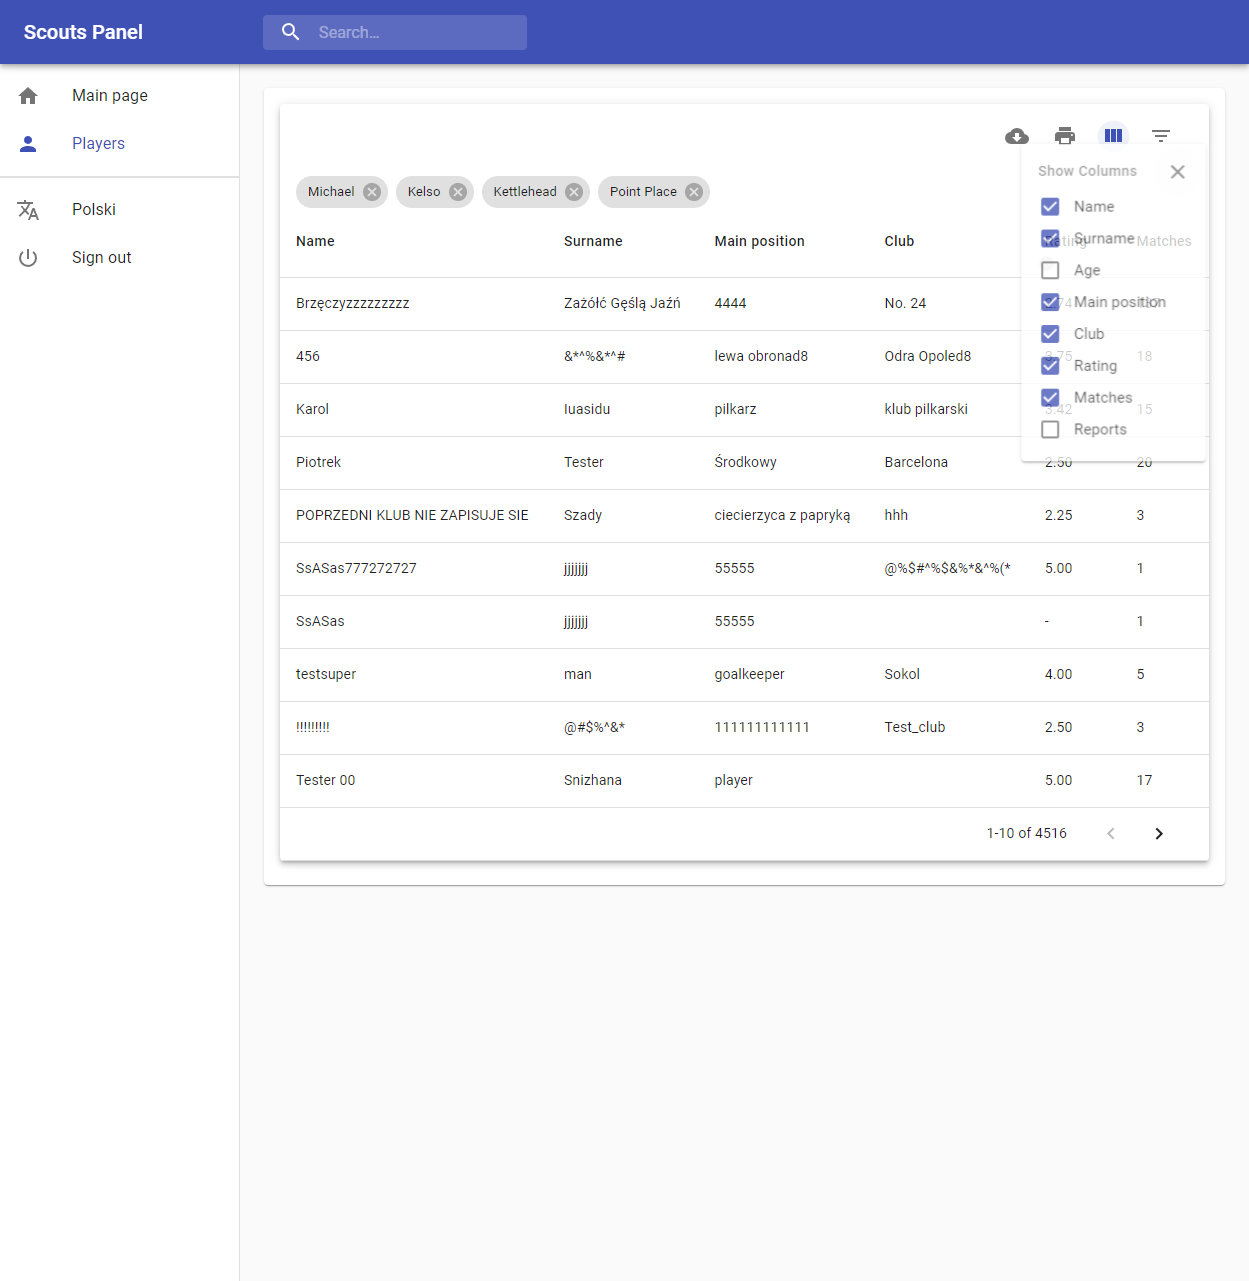 Scouts Panel
Search...
Main page
Players
Polski
Sign out
Show Columns
Name
Surname
Age
Main position
Club
Rating
Matches
Reports
Michael Kelso Kettlehead Point Place
Name Surname Main position Club Rating Matches
Brzęczyzzzzzzzzz Zażółć Gęślą Jaźń 4444 No. 24
456 &*^%&*^# lewa obronad8 Odra Opoled8 3.75 18
Karol Iuasidu pilkarz klub pilkarski 3.42 15
Piotrek Tester Środkowy Barcelona 2.50 20
POPRZEDNI KLUB NIE ZAPISUJE SIE Szady ciecierzyca z papryką hhh 2.25 3
SsASas777272727 jjjjjjj 55555 @%$#^%$&%*&^%(* 5.00 1
SsASas jjjjjjj 55555 - 1
testsuper man goalkeeper Sokol 4.00 5
!!!!!!!!! @#$%^&* 111111111111 Test_club 2.50 3
Tester 00 Snizhana player 5.00 17
1-10 of 4516